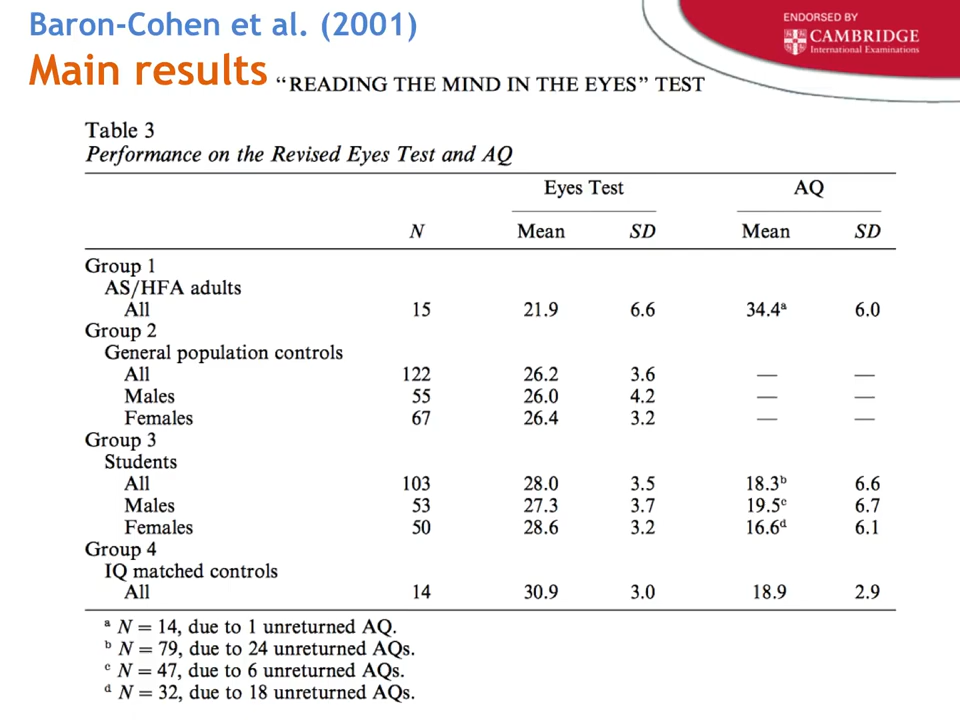 Baron-Cohen et al. (2001)
ENDORSED BY
CAMBRIDGE
International Examinations
Main results
“READING THE MIND IN THE EYES” TEST
Table 3
Performance on the Revised Eyes Test and AQ
Eyes Test AQ
N Mean SD Mean SD
Group 1
AS/HFA adults
All 15 21.9 6.6 34.4ᵃ 6.0
Group 2
General population controls
All 122 26.2 3.6 — —
Males 55 26.0 4.2 — —
Females 67 26.4 3.2 — —
Group 3
Students
All 103 28.0 3.5 18.3ᵇ 6.6
Males 53 27.3 3.7 19.5ᶜ 6.7
Females 50 28.6 3.2 16.6ᵈ 6.1
Group 4
IQ matched controls
All 14 30.9 3.0 18.9 2.9
ᵃ N = 14, due to 1 unreturned AQ.
ᵇ N = 79, due to 24 unreturned AQs.
ᶜ N = 47, due to 6 unreturned AQs.
ᵈ N = 32, due to 18 unreturned AQs.